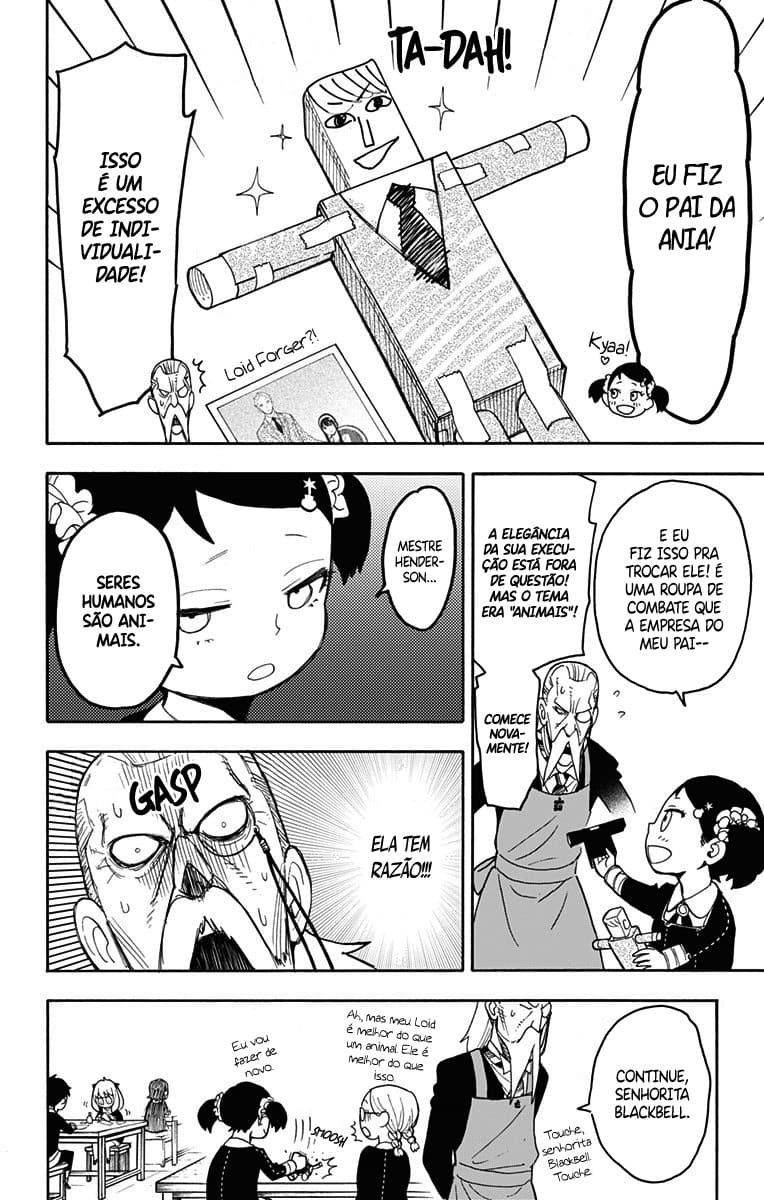 EU FIZ
O PAI DA
ANIA!
TA-DAH!
Kyaa!
ISSO
É UM
EXCESSO
DE INDI-
VIDUALI-
DADE!
Loid Forger?!
E EU
FIZ ISSO PRA
TROCAR ELE! É
UMA ROUPA DE
COMBATE QUE
A EMPRESA DO
MEU PAI--
A ELEGÂNCIA
DA SUA EXECU-
ÇÃO ESTÁ FORA
DE QUESTÃO!
MAS O TEMA
ERA "ANIMAIS"!
COMECE
NOVA-
MENTE!
MESTRE
HENDER-
SON...
SERES
HUMANOS
SÃO ANI-
MAIS.
GASP
ELA TEM
RAZÃO!!!
CONTINUE,
SENHORITA
BLACKBELL.
Touche,
senhorita
Blackbell.
Touche
Ah, mas meu Loid
é melhor do que
um animal. Ele é
melhor do que
isso.
Eu vou
fazer de
novo.
SMOOSH